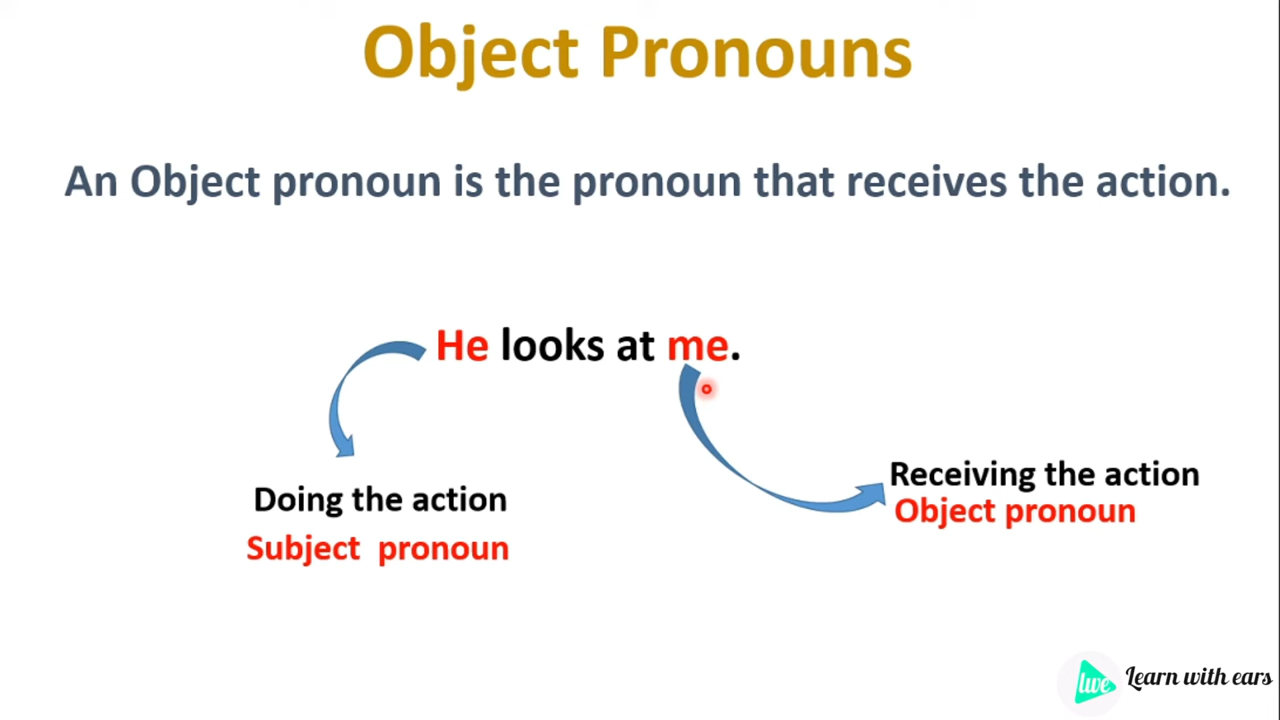 Object Pronouns
An Object pronoun is the pronoun that receives the action.
He looks at me.
Doing the action
Subject pronoun
Receiving the action
Object pronoun
lwe
Learn with ears